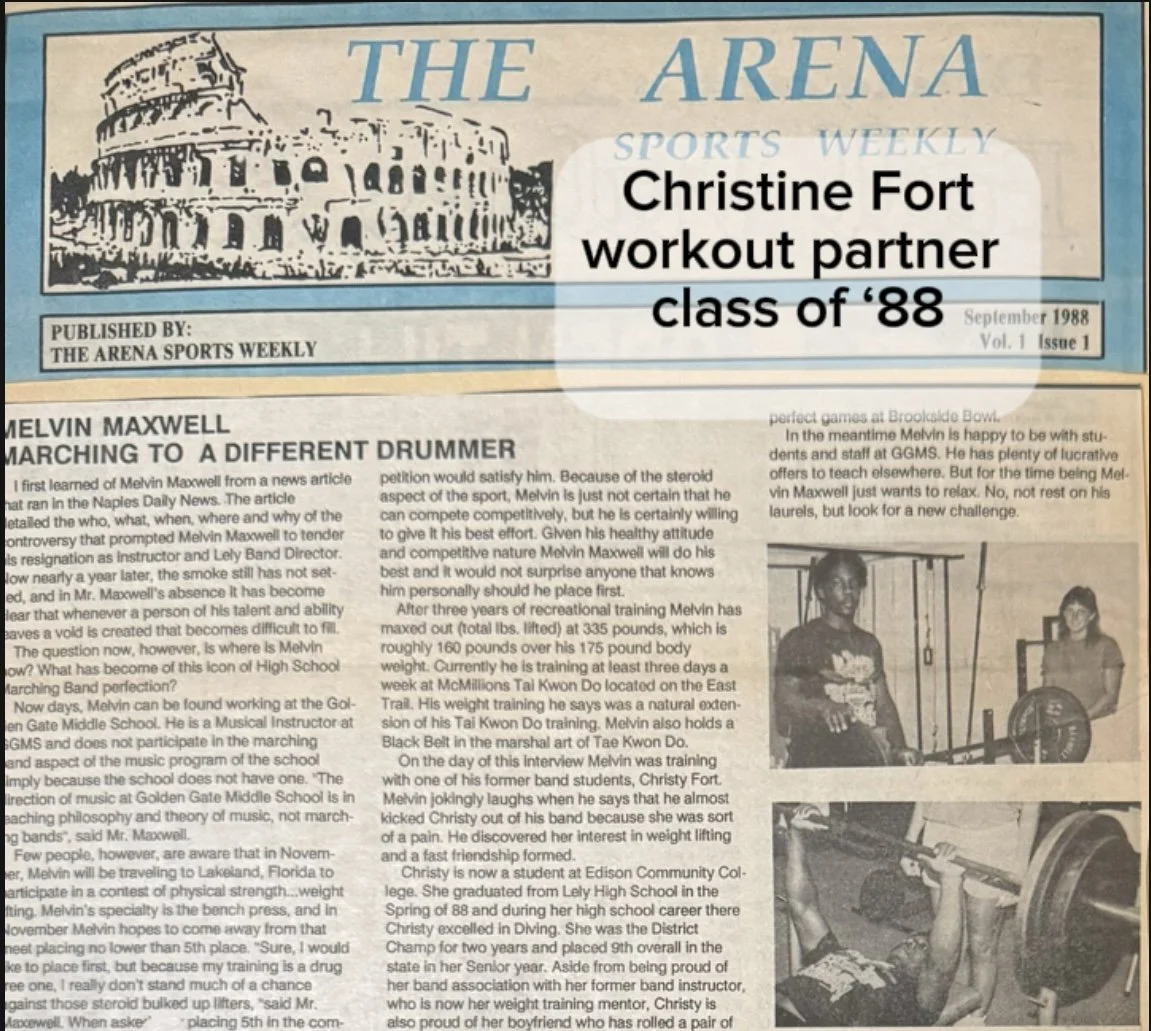 THE ARENA
SPORTS WEEKLY
Christine Fort
workout partner
class of ‘88
September 1988
Vol. 1 Issue 1
PUBLISHED BY:
THE ARENA SPORTS WEEKLY
MELVIN MAXWELL
MARCHING TO A DIFFERENT DRUMMER
I first learned of Melvin Maxwell from a news article
hat ran in the Naples Daily News. The article
etailed the who, what, when, where and why of the
ontroversy that prompted Melvin Maxwell to tender
is resignation as instructor and Lely Band Director.
Now nearly a year later, the smoke still has not set-
ed, and in Mr. Maxwell's absence it has become
lear that whenever a person of his talent and ability
eaves a void is created that becomes difficult to fill.
The question now, however, is where is Melvin
ow? What has become of this icon of High School
Marching Band perfection?
Now days, Melvin can be found working at the Gol-
en Gate Middle School. He is a Musical Instructor at
GGMS and does not participate in the marching
and aspect of the music program of the school
imply because the school does not have one. "The
irection of music at Golden Gate Middle School is in
eaching philosophy and theory of music, not march-
ng bands", said Mr. Maxwell.
Few people, however, are aware that in Novem-
er, Melvin will be traveling to Lakeland, Florida to
articipate in a contest of physical strength...weight
fting. Melvin's specialty is the bench press, and in
November Melvin hopes to come away from that
meet placing no lower than 5th place. "Sure, I would
ke to place first, but because my training is a drug
ree one, I really don't stand much of a chance
gainst those steroid bulked up lifters, "said Mr.
Maxewell. When aske placing 5th in the com-
petition would satisfy him. Because of the steroid
aspect of the sport, Melvin is just not certain that he
can compete competitively, but he is certainly willing
to give it his best effort. Given his healthy attitude
and competitive nature Melvin Maxwell will do his
best and it would not surprise anyone that knows
him personally should he place first.
After three years of recreational training Melvin has
maxed out (total lbs. lifted) at 335 pounds, which is
roughly 160 pounds over his 175 pound body
weight. Currently he is training at least three days a
week at McMillions Tai Kwon Do located on the East
Trail. His weight training he says was a natural exten-
sion of his Tai Kwon Do training. Melvin also holds a
Black Belt in the marshal art of Tae Kwon Do.
On the day of this interview Melvin was training
with one of his former band students, Christy Fort.
Melvin jokingly laughs when he says that he almost
kicked Christy out of his band because she was sort
of a pain. He discovered her interest in weight lifting
and a fast friendship formed.
Christy is now a student at Edison Community Col-
lege. She graduated from Lely High School in the
Spring of 88 and during her high school career there
Christy excelled in Diving. She was the District
Champ for two years and placed 9th overall in the
state in her Senior year. Aside from being proud of
her band association with her former band instructor,
who is now her weight training mentor, Christy is
also proud of her boyfriend who has rolled a pair of
perfect games at Brookside Bowl.
In the meantime Melvin is happy to be with stu-
dents and staff at GGMS. He has plenty of lucrative
offers to teach elsewhere. But for the time being Mel-
vin Maxwell just wants to relax. No, not rest on his
laurels, but look for a new challenge.